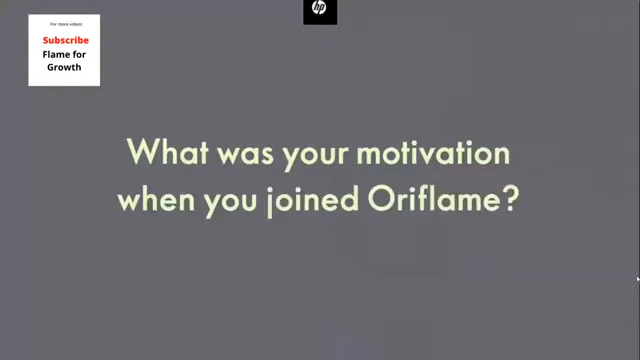 For more videos
Subscribe
Flame for
Growth
hp
What was your motivation
when you joined Oriflame?